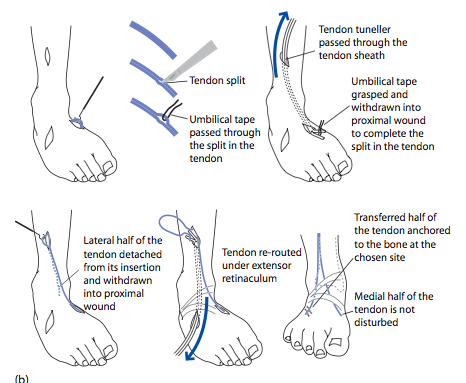 Tendon split
Umbilical tape
passed through
the split in the
tendon
Tendon tuneller
passed through the
tendon sheath
Umbilical tape
grasped and
withdrawn into
proximal wound
to complete the
split in the tendon
Lateral half of the
tendon detached
from its insertion
and withdrawn
into proximal
wound
Tendon re-routed
under extensor
retinaculum
Transferred half of
the tendon anchored
to the bone at the
chosen site
Medial half of the
tendon is not
disturbed
(b)